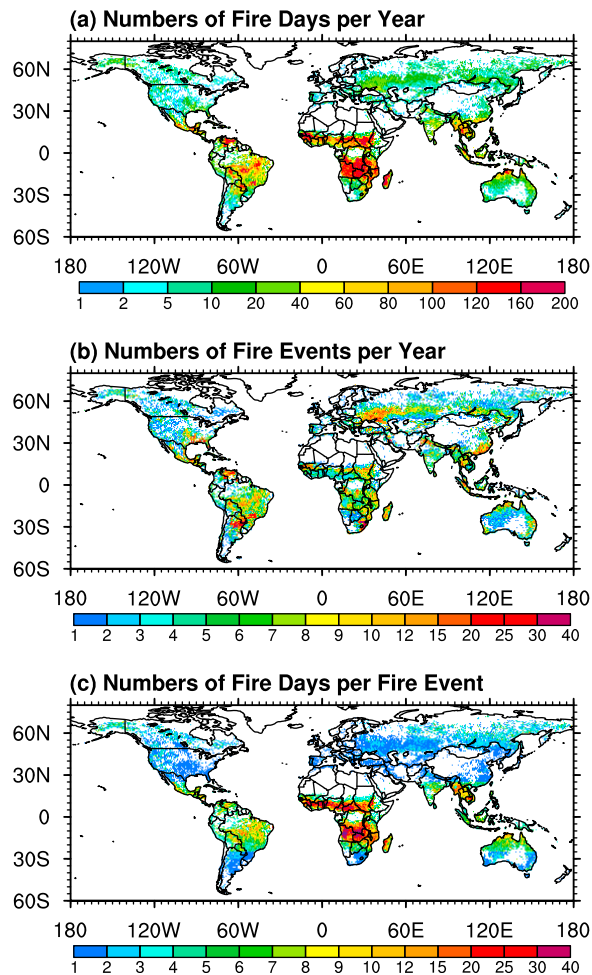 (a) Numbers of Fire Days per Year
60N
30N
0
30S
60S
180 120W 60W 0 60E 120E 180
1 2 5 10 20 40 60 80 100 120 160 200
(b) Numbers of Fire Events per Year
60N
30N
0
30S
60S
180 120W 60W 0 60E 120E 180
1 2 3 4 5 6 7 8 9 10 12 15 20 25 30 40
(c) Numbers of Fire Days per Fire Event
60N
30N
0
30S
60S
180 120W 60W 0 60E 120E 180
1 2 3 4 5 6 7 8 9 10 12 15 20 25 35 40